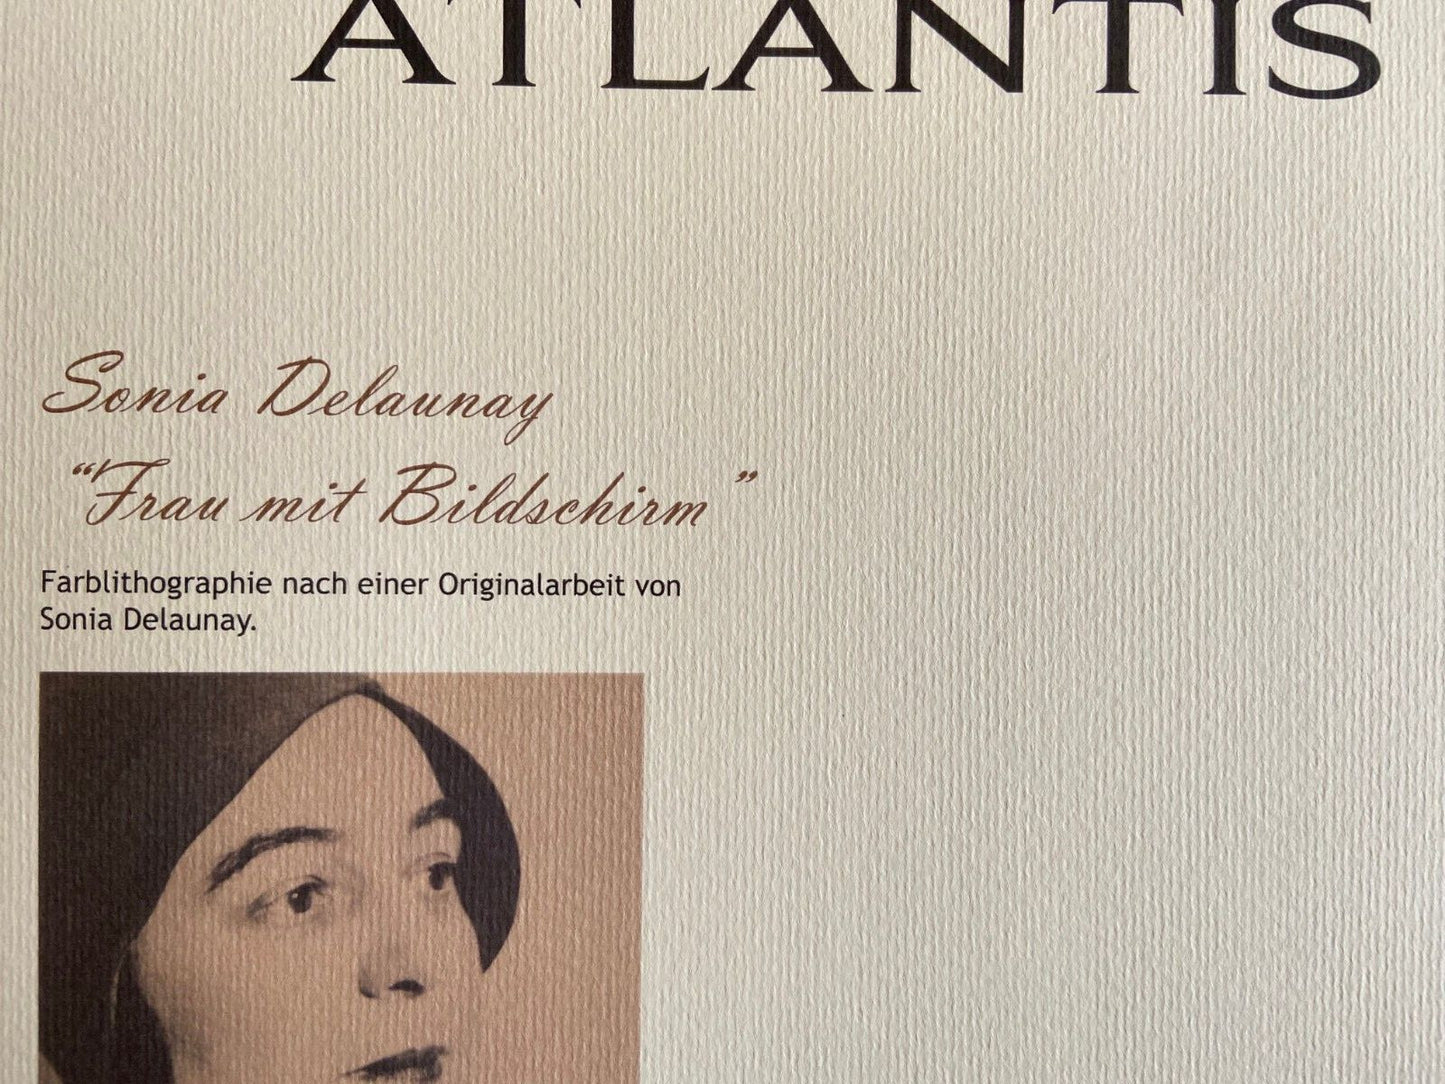 ATLANTIS
Sonia Delaunay
“Frau mit Bildschirm”
Farblithographie nach einer Originalarbeit von
Sonia Delaunay.